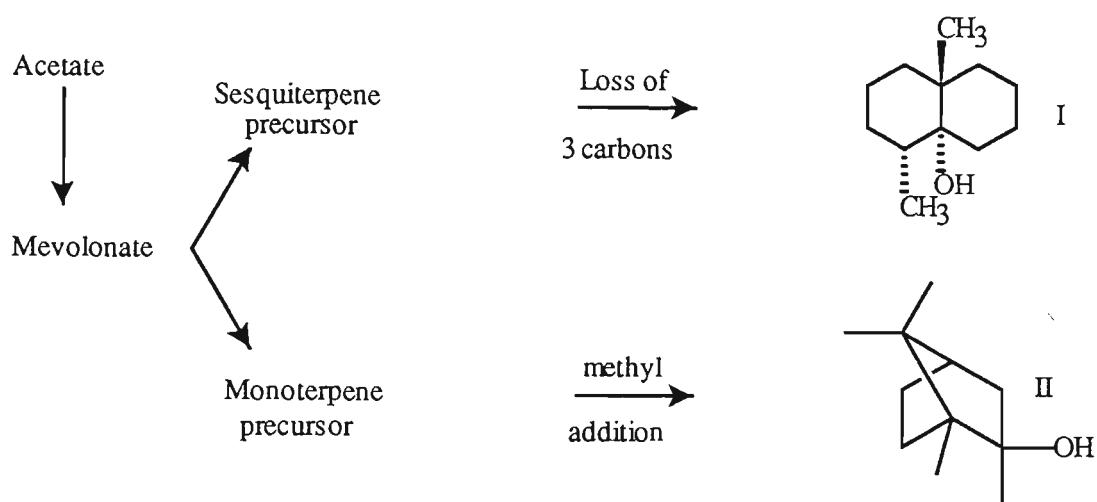 Acetate
Mevolonate
Sesquiterpene
precursor
Monoterpene
precursor
Loss of
3 carbons
CH3
OH
CH3
I
methyl
addition
II
OH